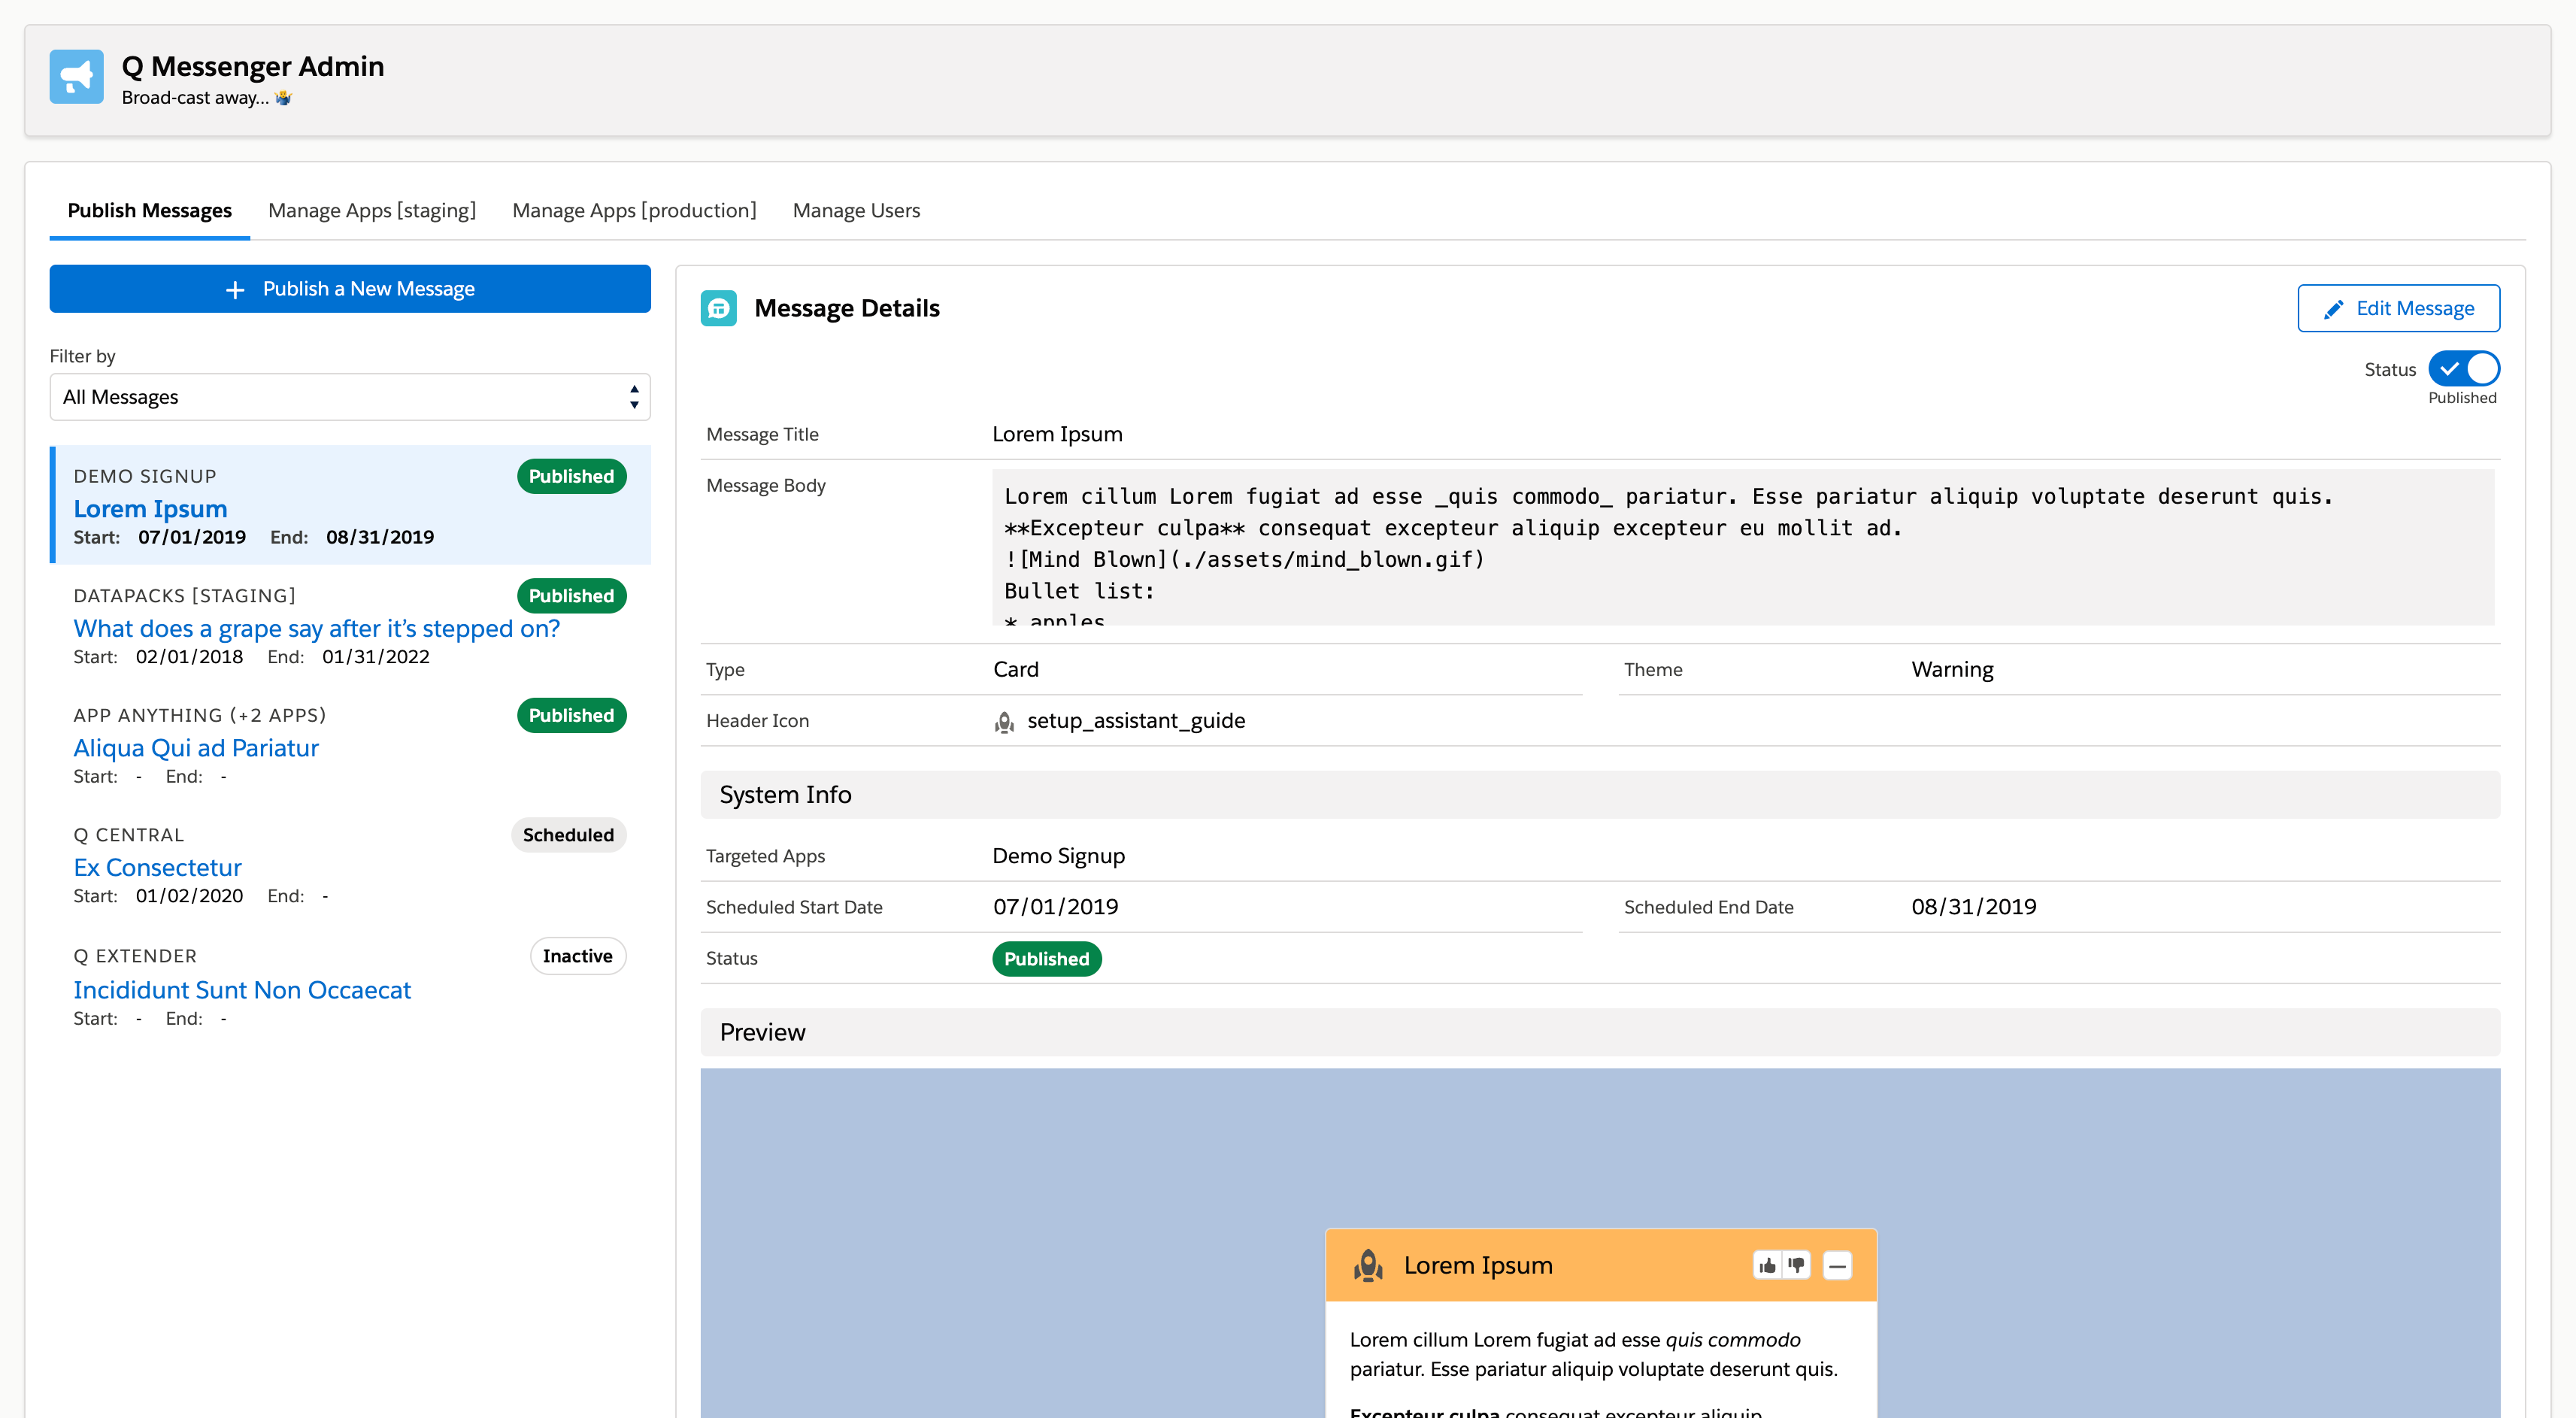 Q Messenger Admin
Broad-cast away... 🤷‍♂️
Publish Messages
Manage Apps [staging]
Manage Apps [production]
Manage Users
+ Publish a New Message
Filter by
All Messages
DEMO SIGNUP
Published
Lorem Ipsum
Start: 07/01/2019 End: 08/31/2019
DATAPACKS [STAGING]
Published
What does a grape say after it’s stepped on?
Start: 02/01/2018 End: 01/31/2022
APP ANYTHING (+2 APPS)
Published
Aliqua Qui ad Pariatur
Start: - End: -
Q CENTRAL
Scheduled
Ex Consectetur
Start: 01/02/2020 End: -
Q EXTENDER
Inactive
Incididunt Sunt Non Occaecat
Start: - End: -
Message Details
Edit Message
Status
Published
Message Title
Lorem Ipsum
Message Body
Lorem cillum Lorem fugiat ad esse _quis commodo_ pariatur. Esse pariatur aliquip voluptate deserunt quis.
**Excepteur culpa** consequat excepteur aliquip excepteur eu mollit ad.
![Mind Blown](./assets/mind_blown.gif)
Bullet list:
* apples
Type
Card
Theme
Warning
Header Icon
setup_assistant_guide
System Info
Targeted Apps
Demo Signup
Scheduled Start Date
07/01/2019
Scheduled End Date
08/31/2019
Status
Published
Preview
Lorem Ipsum
Lorem cillum Lorem fugiat ad esse quis commodo
pariatur. Esse pariatur aliquip voluptate deserunt quis.
Excepteur culpa consequat excepteur aliquip